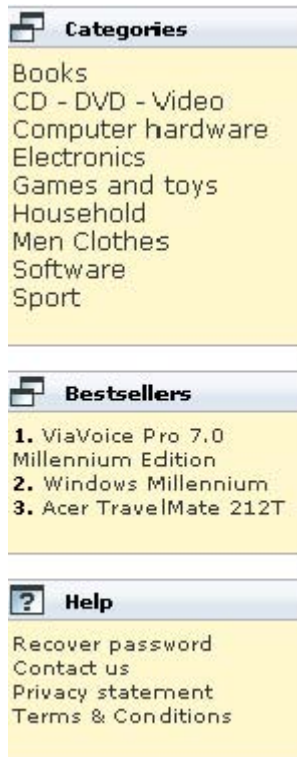 Categories
Books
CD - DVD - Video
Computer hardware
Electronics
Games and toys
Household
Men Clothes
Software
Sport
Bestsellers
1. ViaVoice Pro 7.0
Millennium Edition
2. Windows Millennium
3. Acer TravelMate 212T
? Help
Recover password
Contact us
Privacy statement
Terms & Conditions